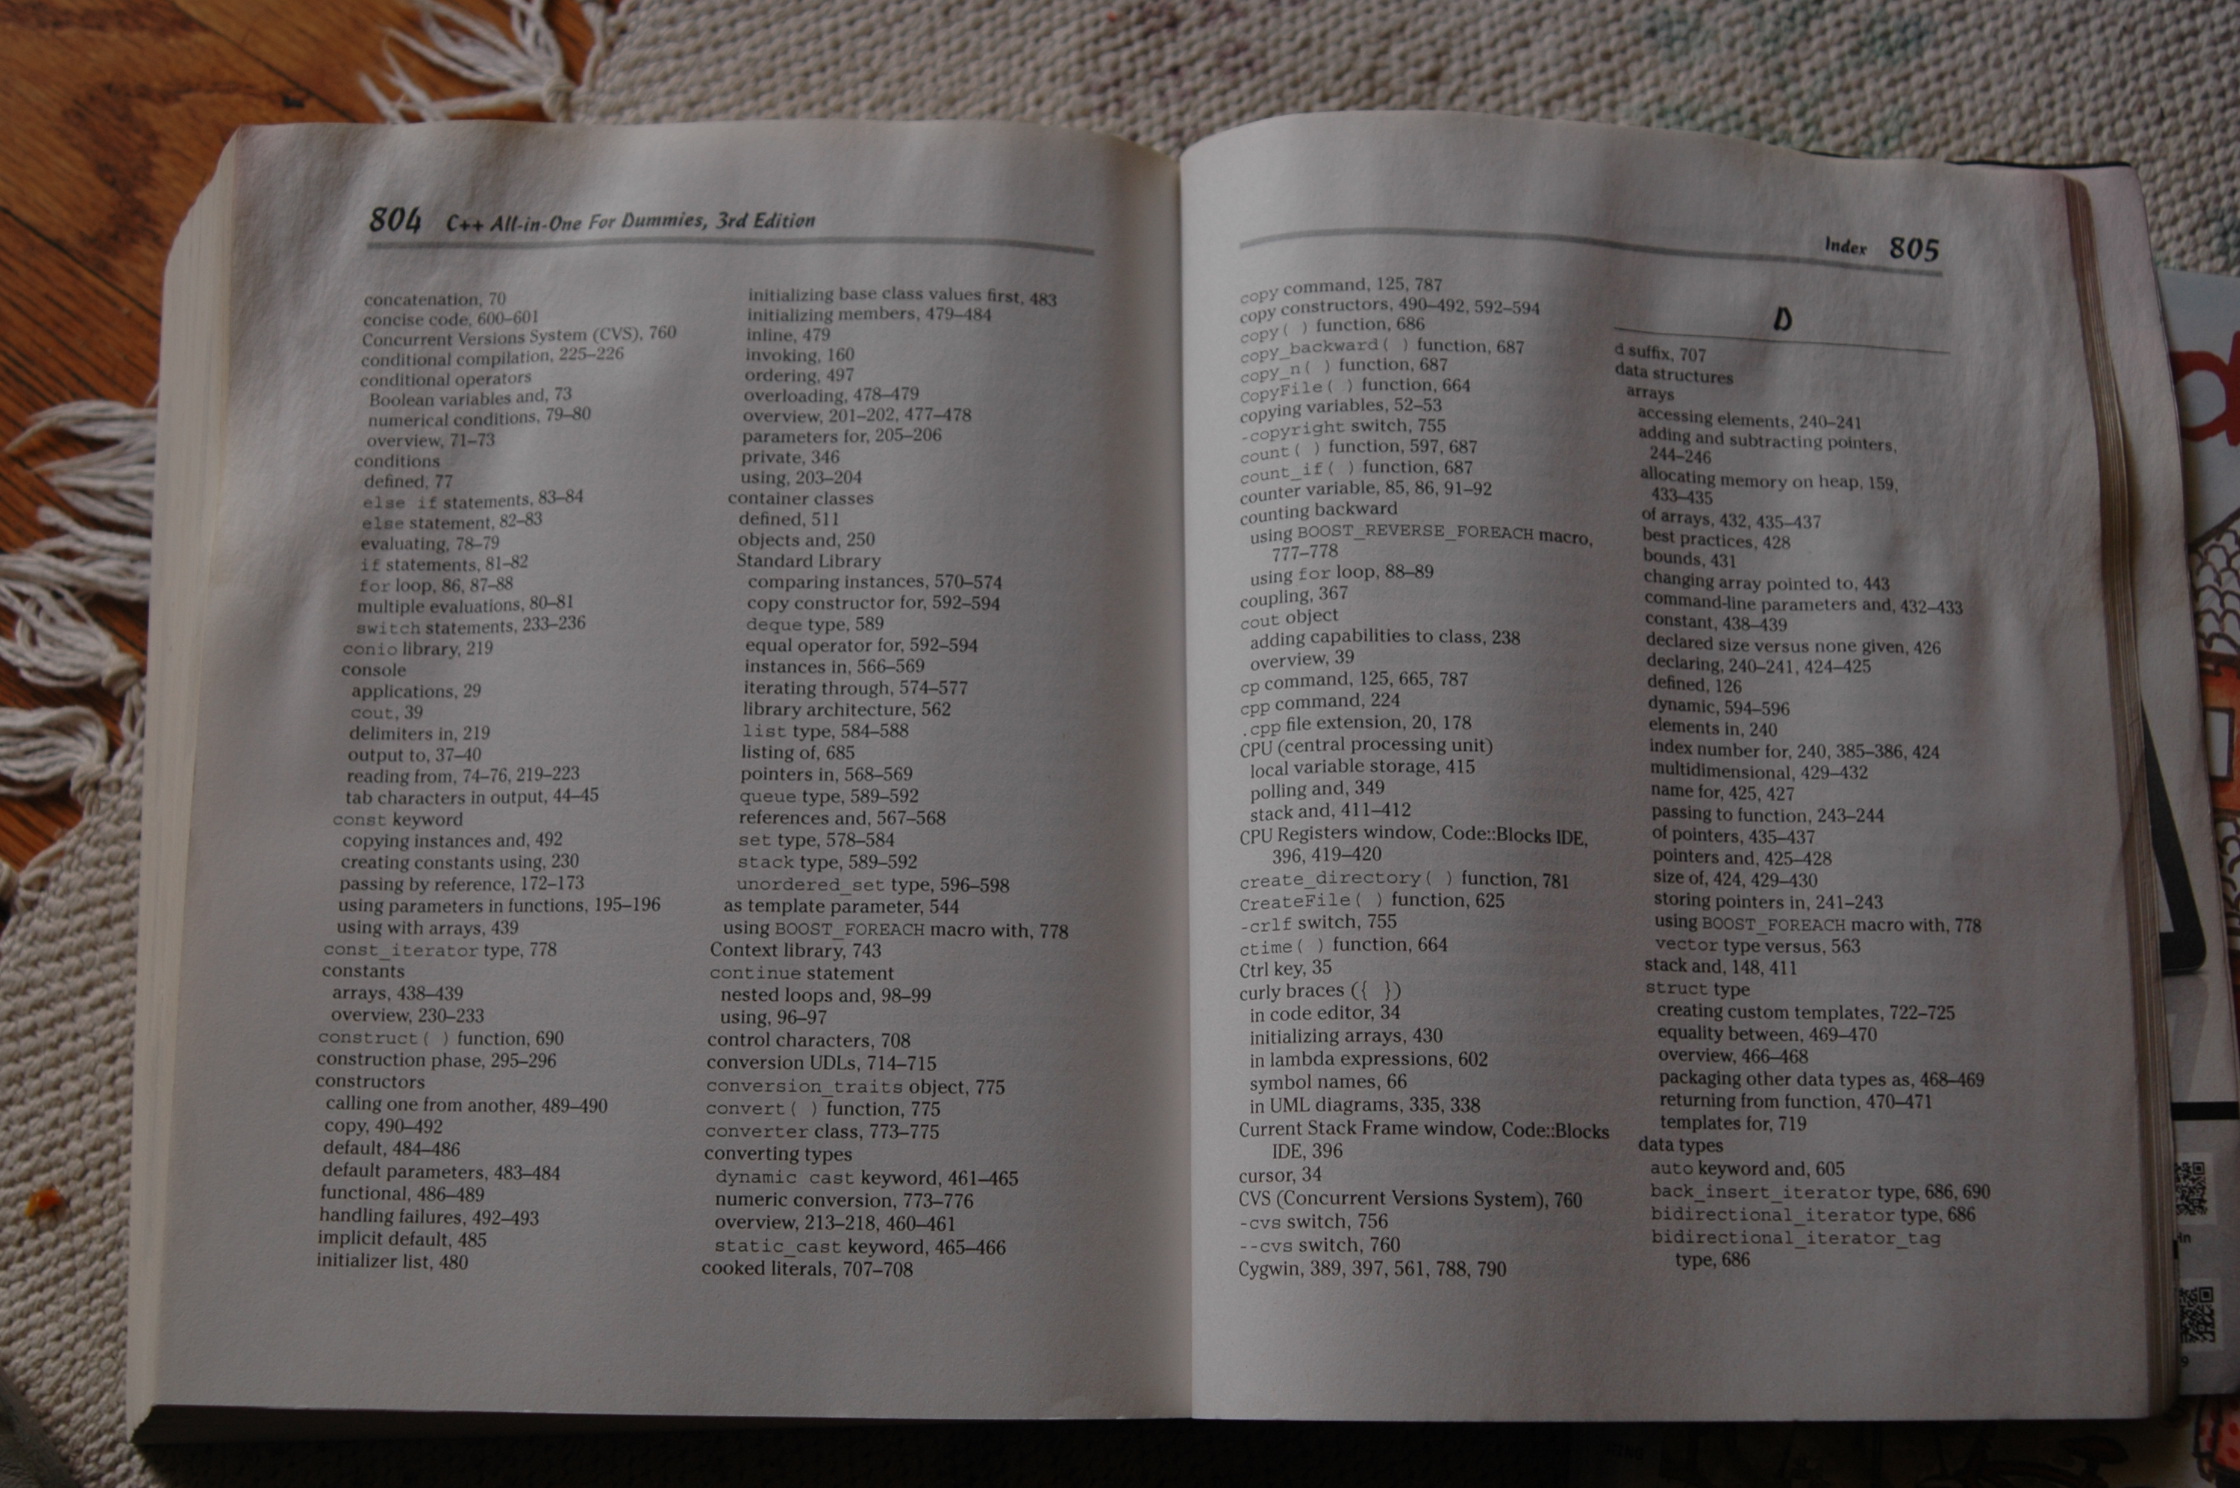 804 C++ All-in-One For Dummies, 3rd Edition
concatenation, 70
concise code, 600–601
Concurrent Versions System (CVS), 760
conditional compilation, 225–226
conditional operators
Boolean variables and, 73
numerical conditions, 79–80
overview, 71–73
conditions
defined, 77
else if statements, 83–84
else statement, 82–83
evaluating, 78–79
if statements, 81–82
for loop, 86, 87–88
multiple evaluations, 80–81
switch statements, 233–236
conio library, 219
console
applications, 29
cout, 39
delimiters in, 219
output to, 37–40
reading from, 74–76, 219–223
tab characters in output, 44–45
const keyword
copying instances and, 492
creating constants using, 230
passing by reference, 172–173
using parameters in functions, 195–196
using with arrays, 439
const_iterator type, 778
constants
arrays, 438–439
overview, 230–233
construct( ) function, 690
construction phase, 295–296
constructors
calling one from another, 489–490
copy, 490–492
default, 484–486
default parameters, 483–484
functional, 486–489
handling failures, 492–493
implicit default, 485
initializer list, 480
initializing base class values first, 483
initializing members, 479–484
inline, 479
invoking, 160
ordering, 497
overloading, 478–479
overview, 201–202, 477–478
parameters for, 205–206
private, 346
using, 203–204
container classes
defined, 511
objects and, 250
Standard Library
comparing instances, 570–574
copy constructor for, 592–594
deque type, 589
equal operator for, 592–594
instances in, 566–569
iterating through, 574–577
library architecture, 562
list type, 584–588
listing of, 685
pointers in, 568–569
queue type, 589–592
references and, 567–568
set type, 578–584
stack type, 589–592
unordered_set type, 596–598
as template parameter, 544
using BOOST_FOREACH macro with, 778
Context library, 743
continue statement
nested loops and, 98–99
using, 96–97
control characters, 708
conversion UDLs, 714–715
conversion_traits object, 775
convert( ) function, 775
converter class, 773–775
converting types
dynamic cast keyword, 461–465
numeric conversion, 773–776
overview, 213–218, 460–461
static_cast keyword, 465–466
cooked literals, 707–708
Index 805
copy command, 125, 787
copy constructors, 490–492, 592–594
copy( ) function, 686
copy_backward( ) function, 687
copy_n( ) function, 687
copyFile( ) function, 664
copying variables, 52–53
-copyright switch, 755
count( ) function, 597, 687
count_if( ) function, 687
counter variable, 85, 86, 91–92
counting backward
using BOOST_REVERSE_FOREACH macro,
777–778
using for loop, 88–89
coupling, 367
cout object
adding capabilities to class, 238
overview, 39
cp command, 125, 665, 787
cpp command, 224
.cpp file extension, 20, 178
CPU (central processing unit)
local variable storage, 415
polling and, 349
stack and, 411–412
CPU Registers window, Code::Blocks IDE,
396, 419–420
create_directory( ) function, 781
CreateFile( ) function, 625
-crlf switch, 755
ctime( ) function, 664
Ctrl key, 35
curly braces ({ })
in code editor, 34
initializing arrays, 430
in lambda expressions, 602
symbol names, 66
in UML diagrams, 335, 338
Current Stack Frame window, Code::Blocks
IDE, 396
cursor, 34
CVS (Concurrent Versions System), 760
-cvs switch, 756
--cvs switch, 760
Cygwin, 389, 397, 561, 788, 790
D
d suffix, 707
data structures
arrays
accessing elements, 240–241
adding and subtracting pointers,
244–246
allocating memory on heap, 159,
433–435
of arrays, 432, 435–437
best practices, 428
bounds, 431
changing array pointed to, 443
command-line parameters and, 432–433
constant, 438–439
declared size versus none given, 426
declaring, 240–241, 424–425
defined, 126
dynamic, 594–596
elements in, 240
index number for, 240, 385–386, 424
multidimensional, 429–432
name for, 425, 427
passing to function, 243–244
of pointers, 435–437
pointers and, 425–428
size of, 424, 429–430
storing pointers in, 241–243
using BOOST_FOREACH macro with, 778
vector type versus, 563
stack and, 148, 411
struct type
creating custom templates, 722–725
equality between, 469–470
overview, 466–468
packaging other data types as, 468–469
returning from function, 470–471
templates for, 719
data types
auto keyword and, 605
back_insert_iterator type, 686, 690
bidirectional_iterator type, 686
bidirectional_iterator_tag
type, 686